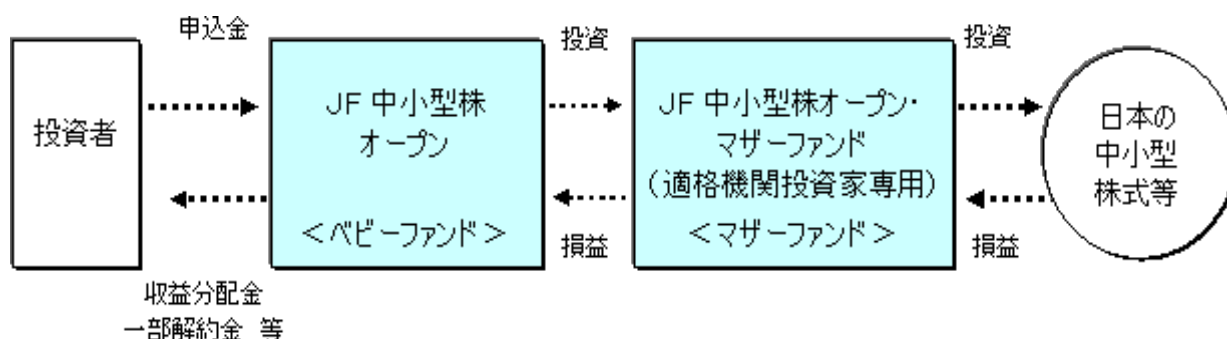 申込金
投資
投資
投資者
JF 中小型株
オープン
<ベビーファンド>
JF 中小型株オープン・
マザーファンド
(適格機関投資家専用)
<マザーファンド>
日本の
中小型
株式等
損益
損益
収益分配金
一部解約金 等